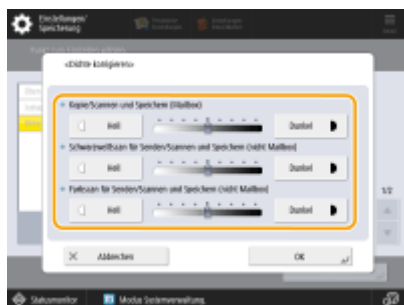 Einstellungen/
Speicherung
<Dichte korrigieren>
Kopie/Scannen und Speichern (Mailbox)
Hell
Dunkel
Schwarzweißscan für Senden/Scannen und Speichern (nicht Mailbox)
Hell
Dunkel
Farbscan für Senden/Scannen und Speichern (nicht Mailbox)
Hell
Dunkel
1/2
Abbrechen
OK
Statusmonitor
Modus Systemverwaltung.